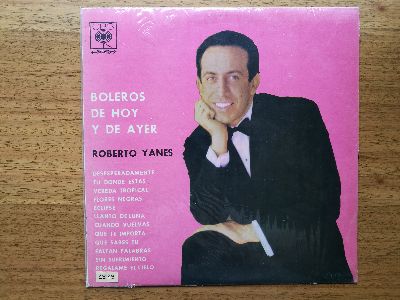 CBS
BOLEROS
DE HOY
Y DE AYER
ROBERTO YANES
DESESPERADAMENTE
TU DONDE ESTAS
VEREDA TROPICAL
FLORES NEGRAS
ECLIPSE
LLANTO DE LUNA
CUANDO VUELVAS
QUE TE IMPORTA
QUE SABES TU
FALTAN PALABRAS
SIN SUFRIMIENTO
REGALAME EL CIELO